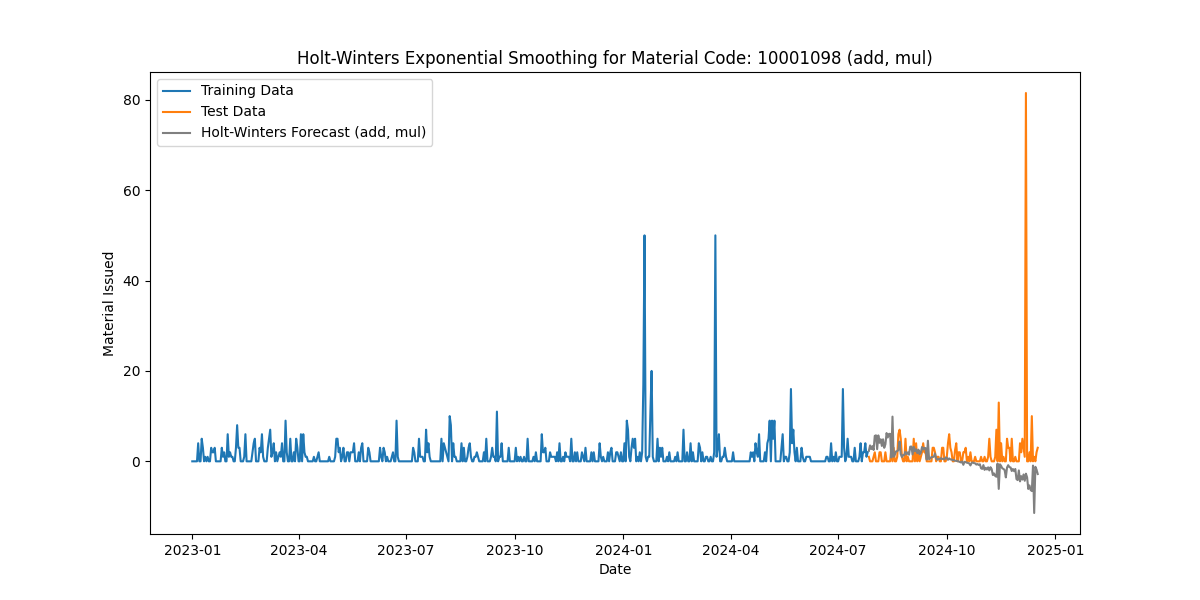 Holt-Winters Exponential Smoothing for Material Code: 10001098 (add, mul)
Training Data
Test Data
Holt-Winters Forecast (add, mul)
Material Issued
80
60
40
20
0
2023-01
2023-04
2023-07
2023-10
2024-01
2024-04
2024-07
2024-10
2025-01
Date